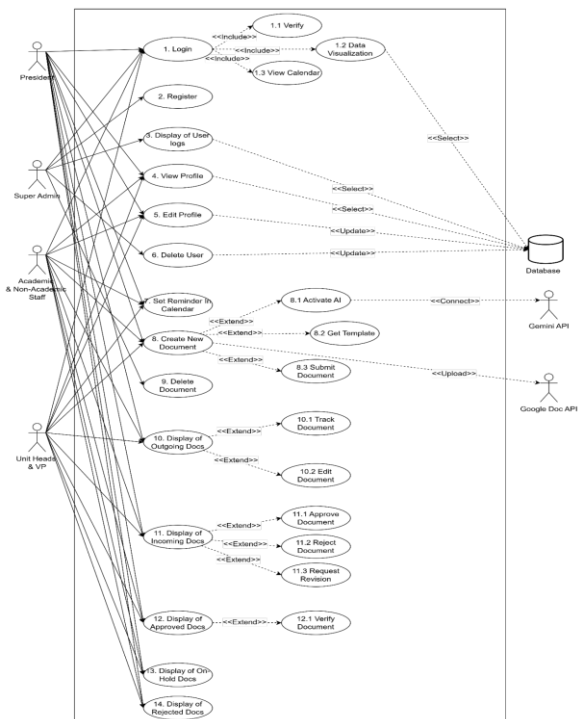 1.1 Verify
<<Include>>
1. Login
<<Include>>
1.2 Data
Visualization
<<Include>>
1.3 View Calendar
President
2. Register
<<Select>>
3. Display of User
logs
Super Admin
4. View Profile
<<Select>>
<<Select>>
5. Edit Profile
<<Update>>
Academic
& Non-Academic
Staff
6. Delete User
<<Update>>
Database
7. Set Reminder In
Calendar
8.1 Activate AI
<<Connect>>
Gemini API
<<Extend>>
8. Create New
Document
<<Extend>>
8.2 Get Template
<<Extend>>
8.3 Submit
Document
<<Upload>>
Google Doc API
9. Delete
Document
Unit Heads
& VP
10.1 Track
Document
<<Extend>>
10. Display of
Outgoing Docs
<<Extend>>
10.2 Edit
Document
11.1 Approve
Document
<<Extend>>
11. Display of
Incoming Docs
<<Extend>>
11.2 Reject
Document
<<Extend>>
11.3 Request
Revision
12. Display of
Approved Docs
<<Extend>>
12.1 Verify
Document
13. Display of On-
Hold Docs
14. Display of
Rejected Docs